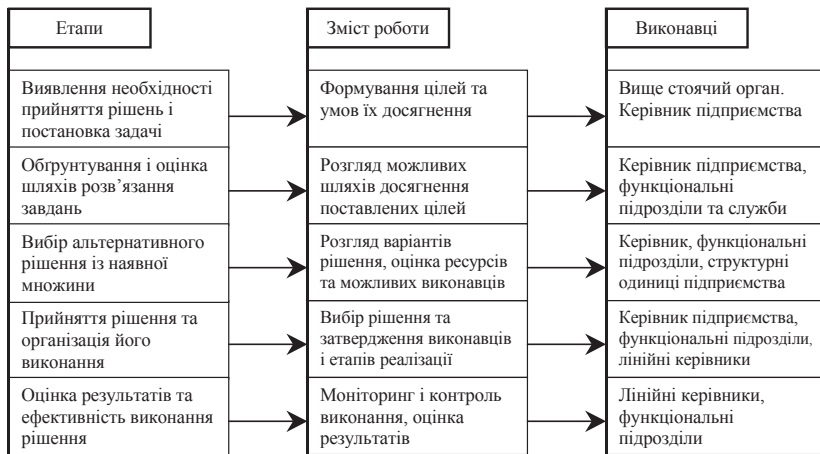 Етапи
Зміст роботи
Виконавці
Виявлення необхідності
прийняття рішень і
постановка задачі
Формування цілей та
умов їх досягнення
Вище стоячий орган.
Керівник підприємства
Обґрунтування і оцінка
шляхів розв’язання
завдань
Розгляд можливих
шляхів досягнення
поставлених цілей
Керівник підприємства,
функціональні
підрозділи та служби
Вибір альтернативного
рішення із наявної
множини
Розгляд варіантів
рішення, оцінка ресурсів
та можливих виконавців
Керівник, функціональні
підрозділи, структурні
одиниці підприємства
Прийняття рішення та
організація його
виконання
Вибір рішення та
затвердження виконавців
і етапів реалізації
Керівник підприємства,
функціональні підрозділи,
лінійні керівники
Оцінка результатів та
ефективність виконання
рішення
Моніторинг і контроль
виконання, оцінка
результатів
Лінійні керівники,
функціональні
підрозділи